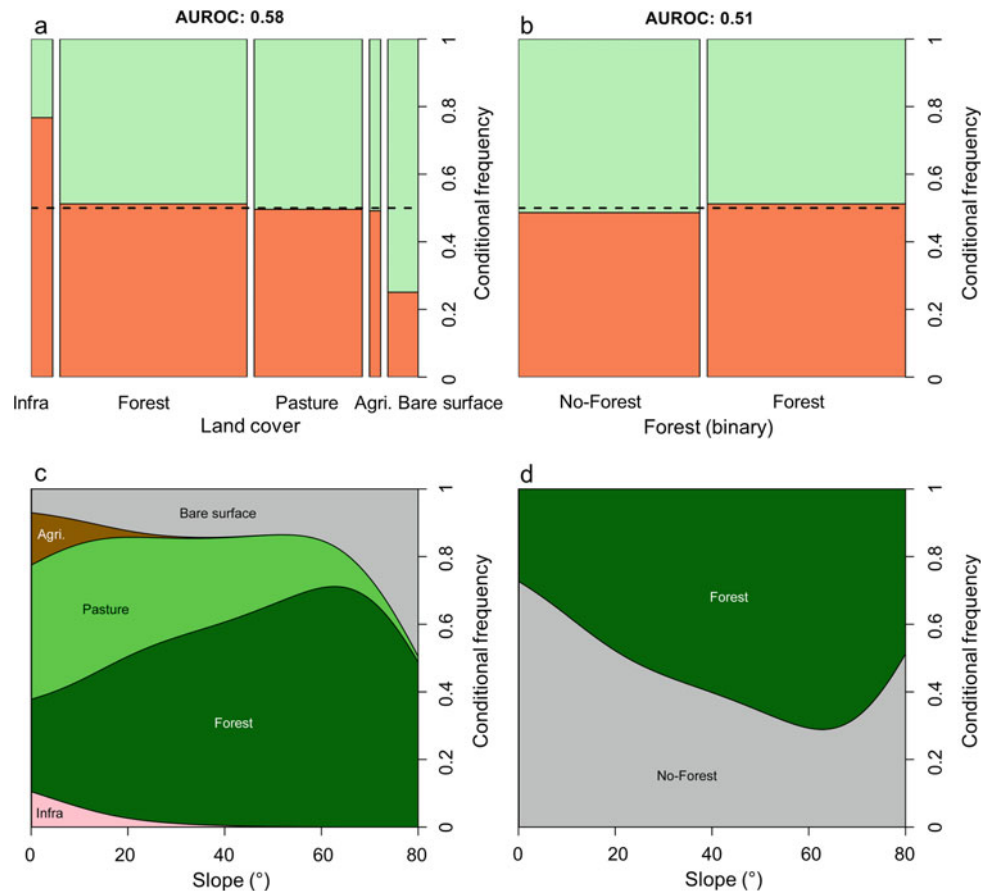 a
AUROC: 0.58
0 0.2 0.4 0.6 0.8 1
Conditional frequency
Infra Forest Pasture Agri. Bare surface
Land cover
b
AUROC: 0.51
0 0.2 0.4 0.6 0.8 1
Conditional frequency
No-Forest Forest
Forest (binary)
c
Bare surface
Agri.
Pasture
Forest
Infra
0 0.2 0.4 0.6 0.8 1
Conditional frequency
0 20 40 60 80
Slope (°)
d
Forest
No-Forest
0 0.2 0.4 0.6 0.8 1
Conditional frequency
0 20 40 60 80
Slope (°)